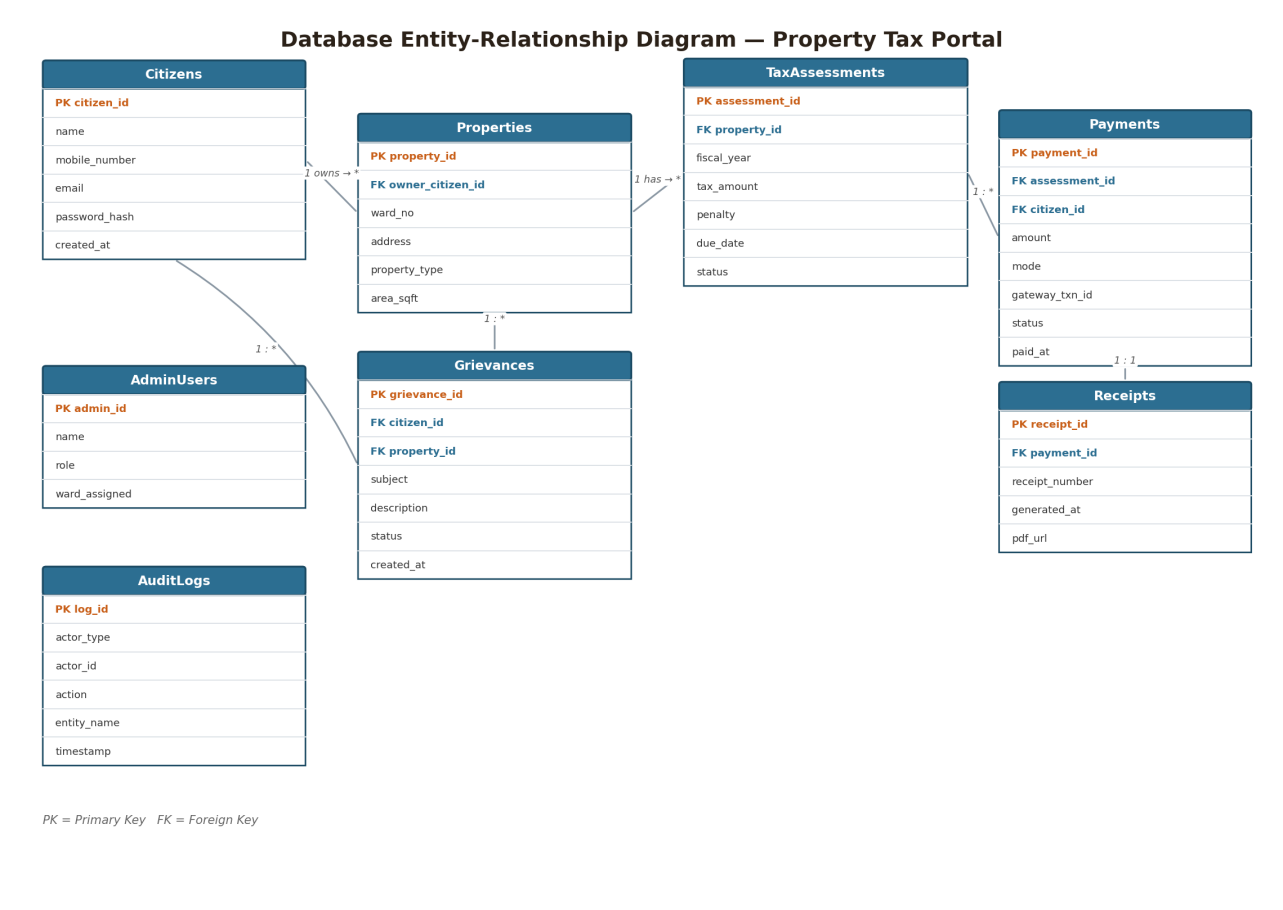 Database Entity-Relationship Diagram — Property Tax Portal
Citizens
PK citizen_id
name
mobile_number
email
password_hash
created_at
1 owns → *
Properties
PK property_id
FK owner_citizen_id
ward_no
address
property_type
area_sqft
1 has → *
TaxAssessments
PK assessment_id
FK property_id
fiscal_year
tax_amount
penalty
due_date
status
1 : *
Payments
PK payment_id
FK assessment_id
FK citizen_id
amount
mode
gateway_txn_id
status
paid_at
1 : 1
Receipts
PK receipt_id
FK payment_id
receipt_number
generated_at
pdf_url
1 : *
Grievances
PK grievance_id
FK citizen_id
FK property_id
subject
description
status
created_at
1 : *
AdminUsers
PK admin_id
name
role
ward_assigned
AuditLogs
PK log_id
actor_type
actor_id
action
entity_name
timestamp
PK = Primary Key   FK = Foreign Key